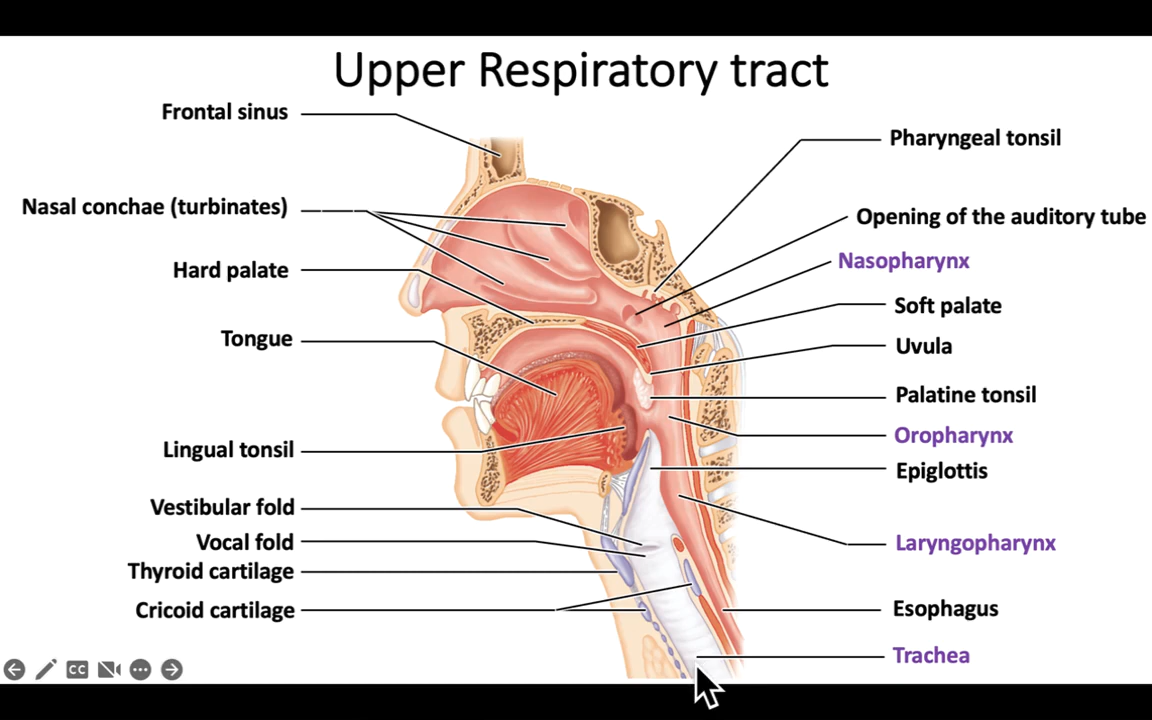 Upper Respiratory tract
Frontal sinus
Nasal conchae (turbinates)
Hard palate
Tongue
Lingual tonsil
Vestibular fold
Vocal fold
Thyroid cartilage
Cricoid cartilage
Pharyngeal tonsil
Opening of the auditory tube
Nasopharynx
Soft palate
Uvula
Palatine tonsil
Oropharynx
Epiglottis
Laryngopharynx
Esophagus
Trachea
CC